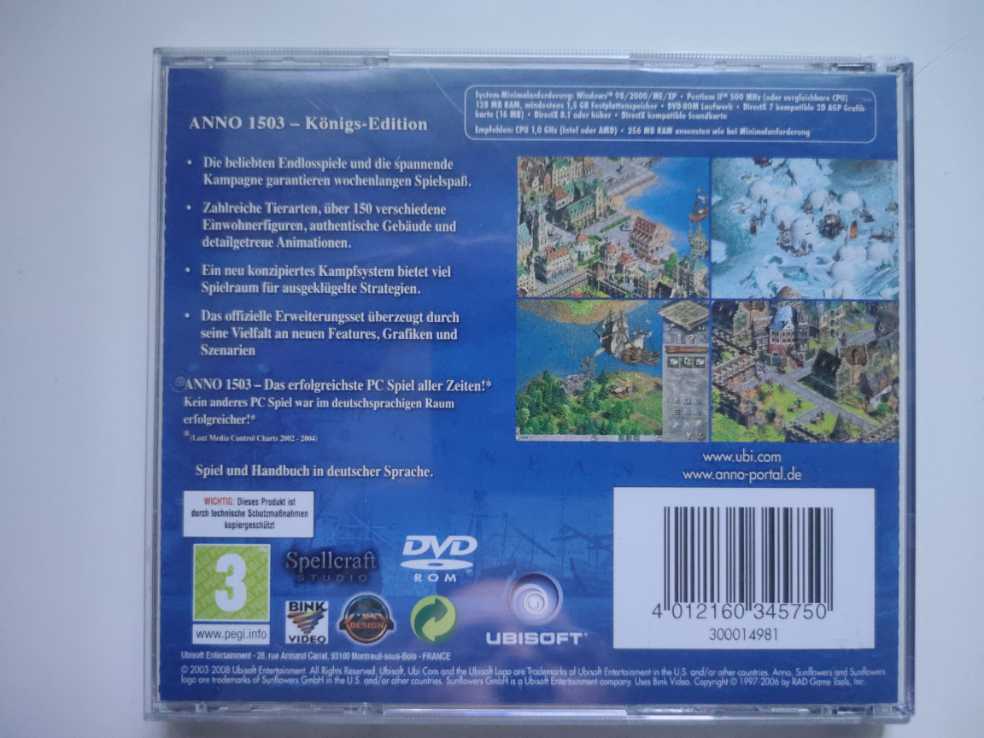 System-Minimalanforderung: Windows™ 98/2000/ME/XP • Pentium II® 500 MHz (oder vergleichbare CPU)
128 MB RAM, mindestens 1,5 GB Festplattenspeicher • DVD-ROM Laufwerk • DirectX 7 kompatible 2D AGP Grafik-
karte (16 MB) • DirectX 8.1 oder höher • DirectX kompatible Soundkarte
Empfohlen: CPU 1,0 GHz (Intel oder AMD) • 256 MB RAM ansonsten wie bei Minimalanforderung
ANNO 1503 – Königs-Edition
• Die beliebten Endlosspiele und die spannende
Kampagne garantieren wochenlangen Spielspaß.
• Zahlreiche Tierarten, über 150 verschiedene
Einwohnerfiguren, authentische Gebäude und
detailgetreue Animationen.
• Ein neu konzipiertes Kampfsystem bietet viel
Spielraum für ausgeklügelte Strategien.
• Das offizielle Erweiterungsset überzeugt durch
seine Vielfalt an neuen Features, Grafiken und
Szenarien
ANNO 1503 – Das erfolgreichste PC Spiel aller Zeiten!*
Kein anderes PC Spiel war im deutschsprachigen Raum
erfolgreicher!*
* (Laut Media Control Charts 2002 - 2004)
Spiel und Handbuch in deutscher Sprache.
www.ubi.com
www.anno-portal.de
WICHTIG: Dieses Produkt ist
durch technische Schutzmaßnahmen
kopiergeschützt
3
www.pegi.info
Spellcraft
STUDIO
DVD
ROM
BINK
VIDEO
MAX
DESIGN
UBISOFT
4 012160 345750
300014981
Ubisoft Entertainment - 28, rue Armand Carrel, 93100 Montreuil-sous-Bois - FRANCE
© 2003 2008 Ubisoft Entertainment. All Rights Reserved. Ubisoft, Ubi Com and the Ubisoft Logo are Trademarks of Ubisoft Entertainment in the U.S. and/or other countries. Anno, Sunflowers and Sunflowers
logo are trademarks of Sunflowers GmbH in the U.S. and/or other countries. Sunflowers GmbH is a Ubisoft Entertainment company. Uses Bink Video. Copyright © 1997-2006 by RAD Game Tools, Inc.